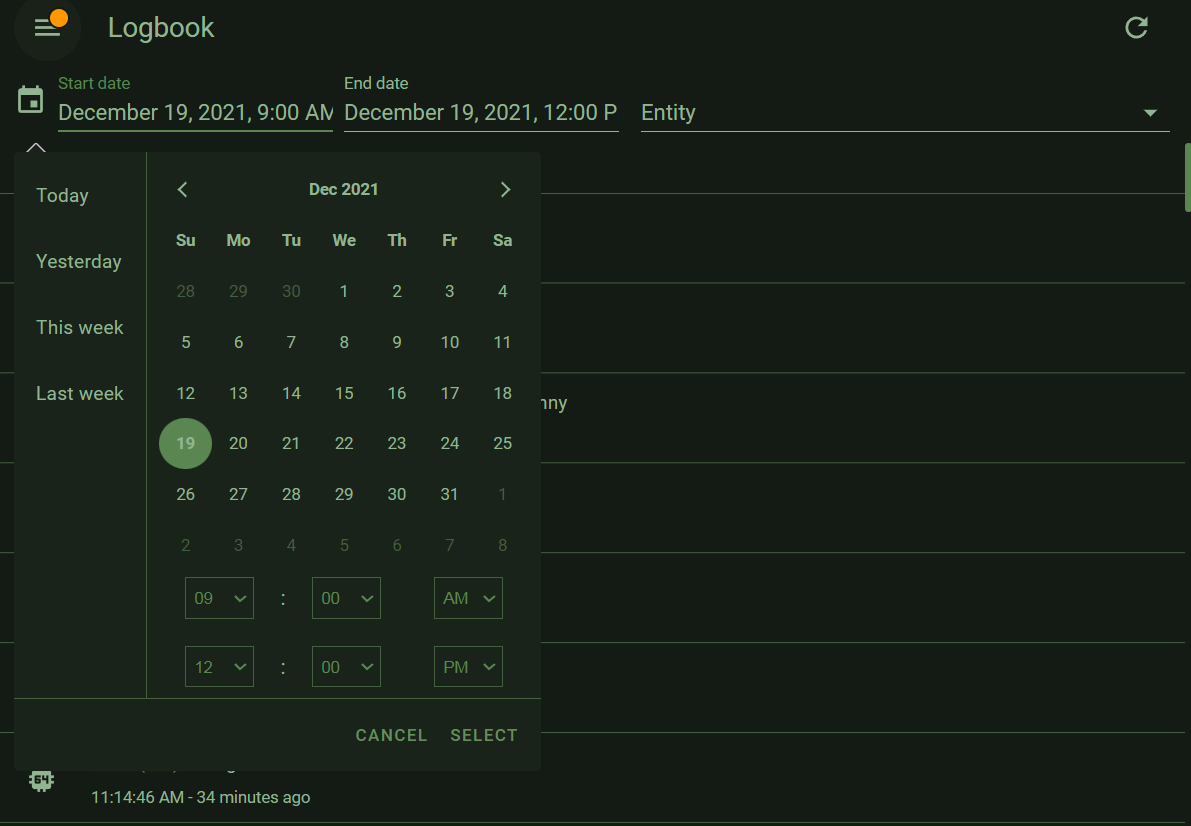 Logbook
Start date
End date
December 19, 2021, 9:00 AM
December 19, 2021, 12:00 P
Entity
Today
Yesterday
This week
Last week
Dec 2021
Su Mo Tu We Th Fr Sa
28 29 30 1 2 3 4
5 6 7 8 9 10 11
12 13 14 15 16 17 18
19 20 21 22 23 24 25
26 27 28 29 30 31 1
2 3 4 5 6 7 8
09 : 00 AM
12 : 00 PM
CANCEL SELECT
64
11:14:46 AM - 34 minutes ago